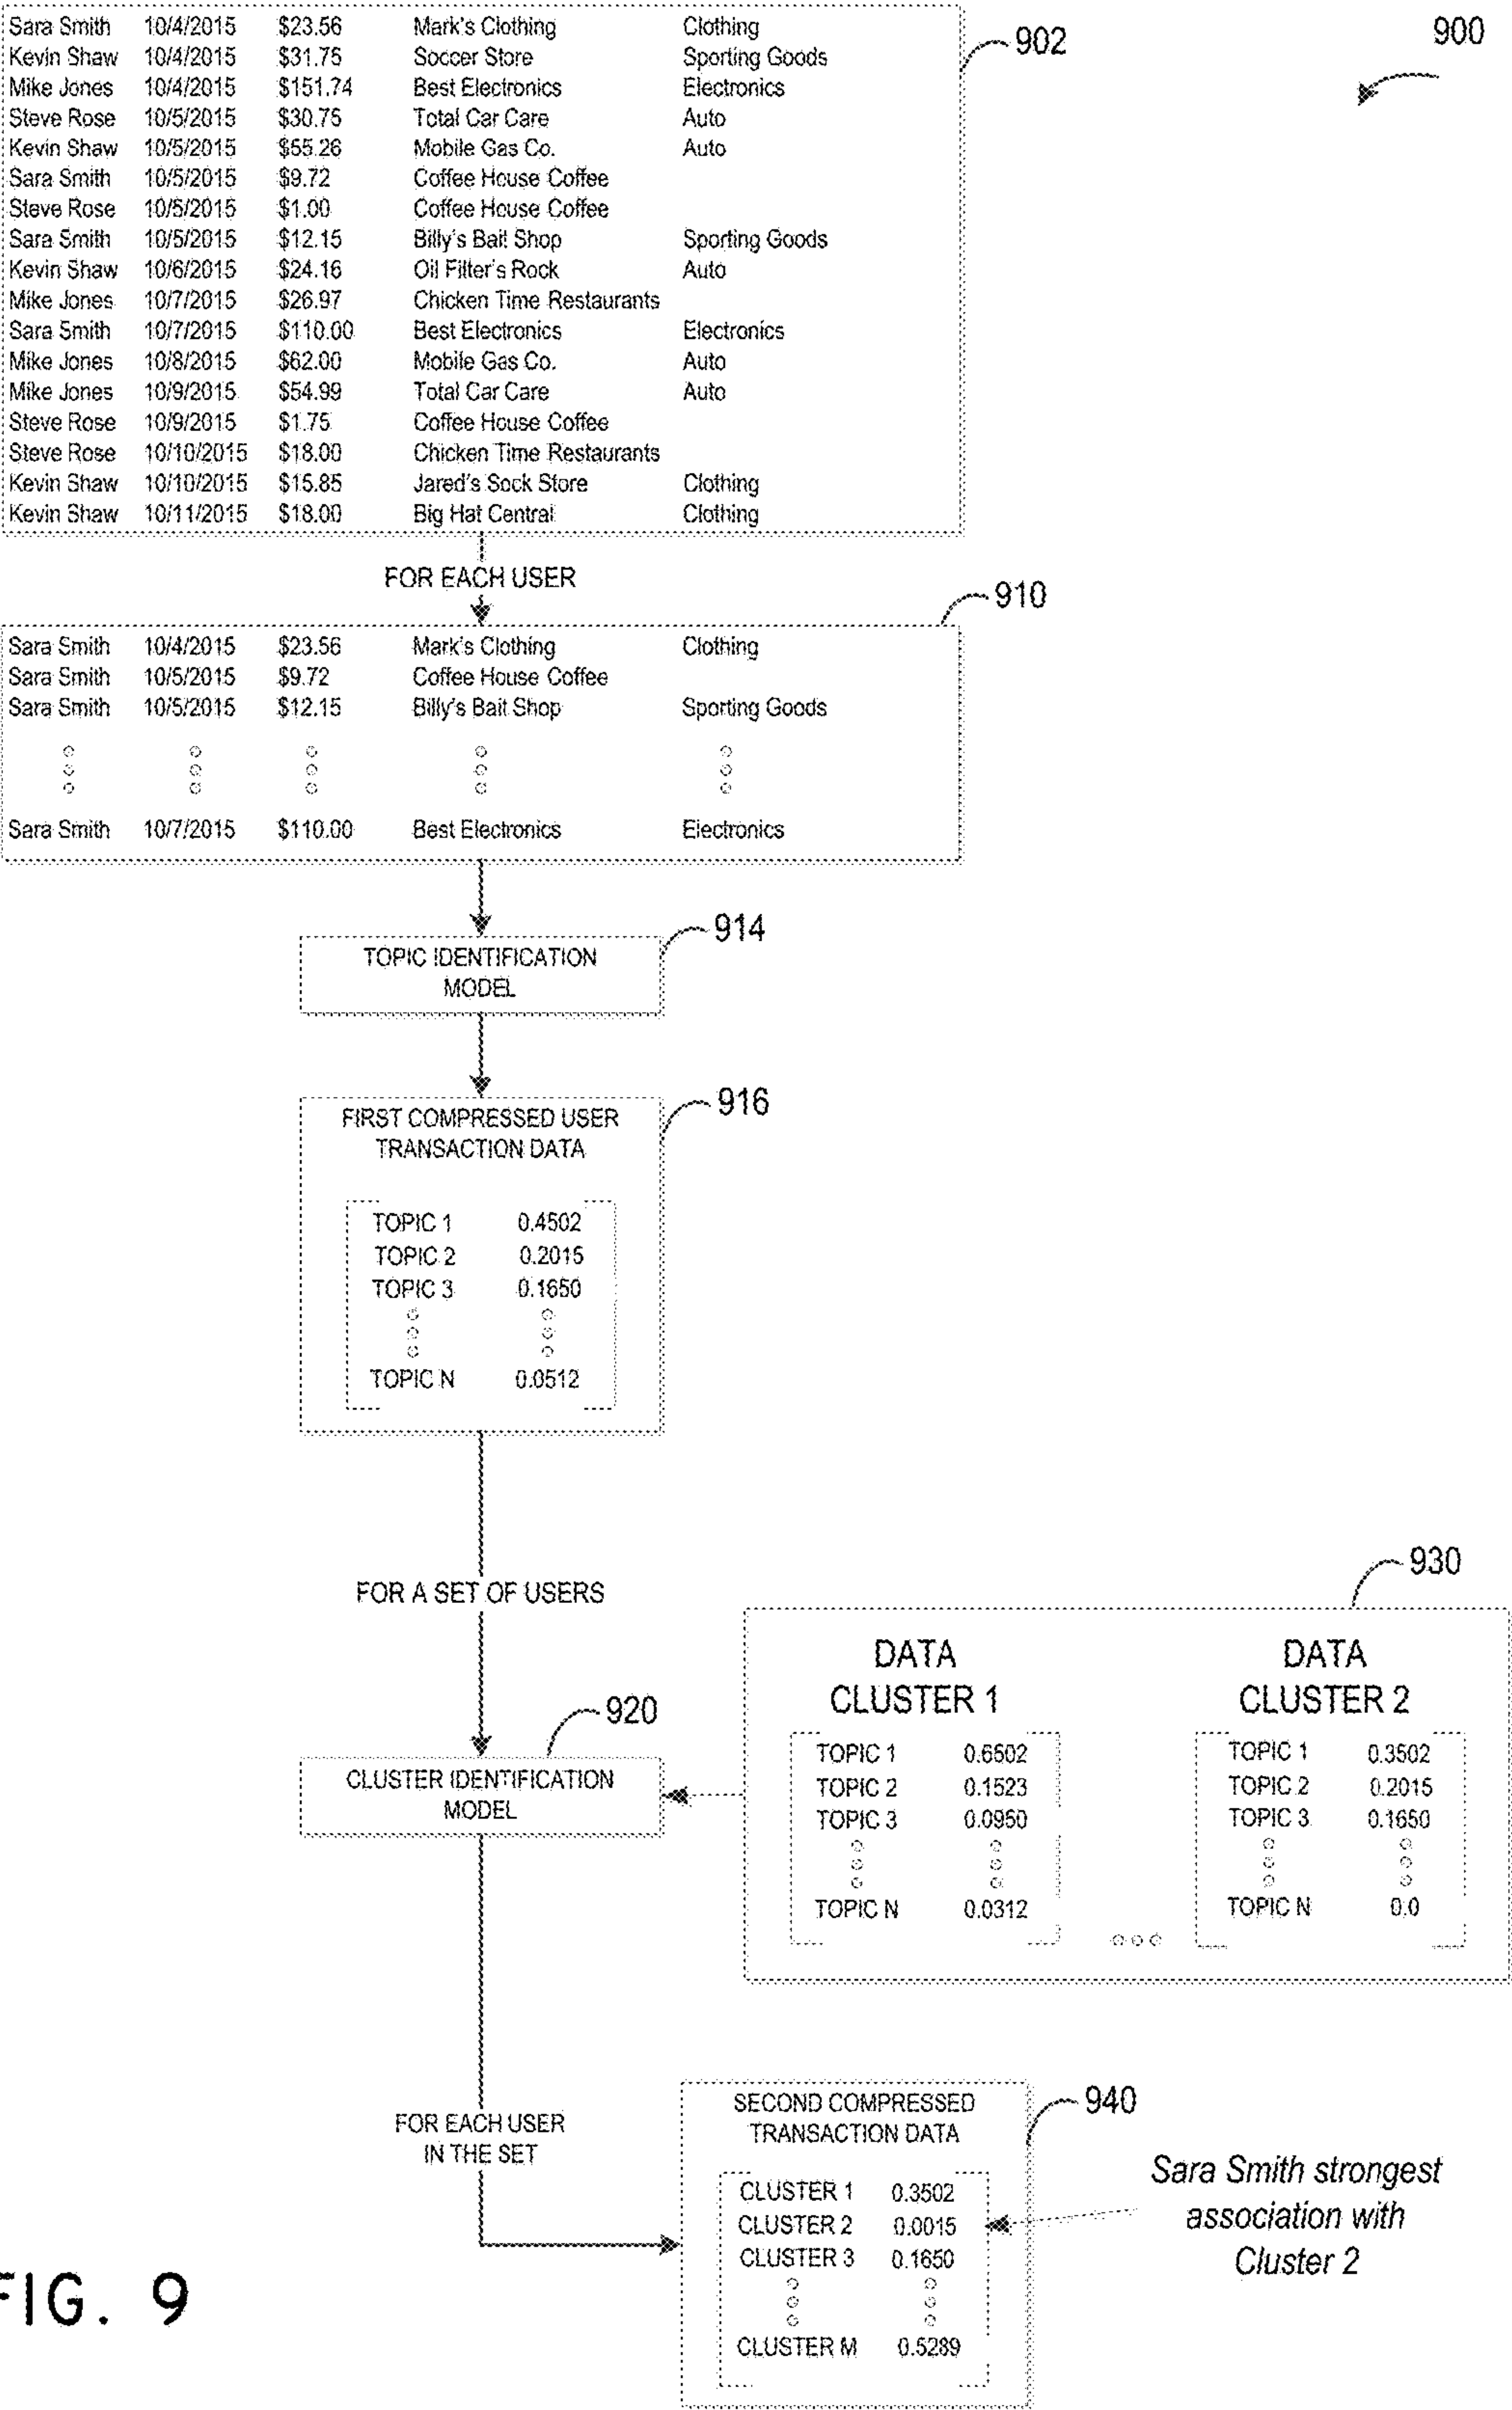 900
902
Sara Smith 10/4/2015 $23.56 Mark's Clothing Clothing
Kevin Shaw 10/4/2015 $31.75 Soccer Store Sporting Goods
Mike Jones 10/4/2015 $151.74 Best Electronics Electronics
Steve Rose 10/5/2015 $30.75 Total Car Care Auto
Kevin Shaw 10/5/2015 $55.26 Mobile Gas Co. Auto
Sara Smith 10/5/2015 $9.72 Coffee House Coffee
Steve Rose 10/5/2015 $1.00 Coffee House Coffee
Sara Smith 10/5/2015 $12.15 Billy's Bait Shop Sporting Goods
Kevin Shaw 10/6/2015 $24.16 Oil Filter's Rock Auto
Mike Jones 10/7/2015 $26.97 Chicken Time Restaurants
Sara Smith 10/7/2015 $110.00 Best Electronics Electronics
Mike Jones 10/8/2015 $62.00 Mobile Gas Co. Auto
Mike Jones 10/9/2015 $54.99 Total Car Care Auto
Steve Rose 10/9/2015 $1.75 Coffee House Coffee
Steve Rose 10/10/2015 $18.00 Chicken Time Restaurants
Kevin Shaw 10/10/2015 $15.85 Jared's Sock Store Clothing
Kevin Shaw 10/11/2015 $18.00 Big Hat Central Clothing
FOR EACH USER
910
Sara Smith 10/4/2015 $23.56 Mark's Clothing Clothing
Sara Smith 10/5/2015 $9.72 Coffee House Coffee
Sara Smith 10/5/2015 $12.15 Billy's Bait Shop Sporting Goods
Sara Smith 10/7/2015 $110.00 Best Electronics Electronics
914
TOPIC IDENTIFICATION
MODEL
916
FIRST COMPRESSED USER
TRANSACTION DATA
TOPIC 1 0.4502
TOPIC 2 0.2015
TOPIC 3 0.1650
TOPIC N 0.0512
FOR A SET OF USERS
920
CLUSTER IDENTIFICATION
MODEL
930
DATA
CLUSTER 1
TOPIC 1 0.6502
TOPIC 2 0.1523
TOPIC 3 0.0950
TOPIC N 0.0312
DATA
CLUSTER 2
TOPIC 1 0.3502
TOPIC 2 0.2015
TOPIC 3 0.1650
TOPIC N 0.0
FOR EACH USER
IN THE SET
940
SECOND COMPRESSED
TRANSACTION DATA
CLUSTER 1 0.3502
CLUSTER 2 0.0015
CLUSTER 3 0.1650
CLUSTER M 0.5289
Sara Smith strongest
association with
Cluster 2
FIG. 9